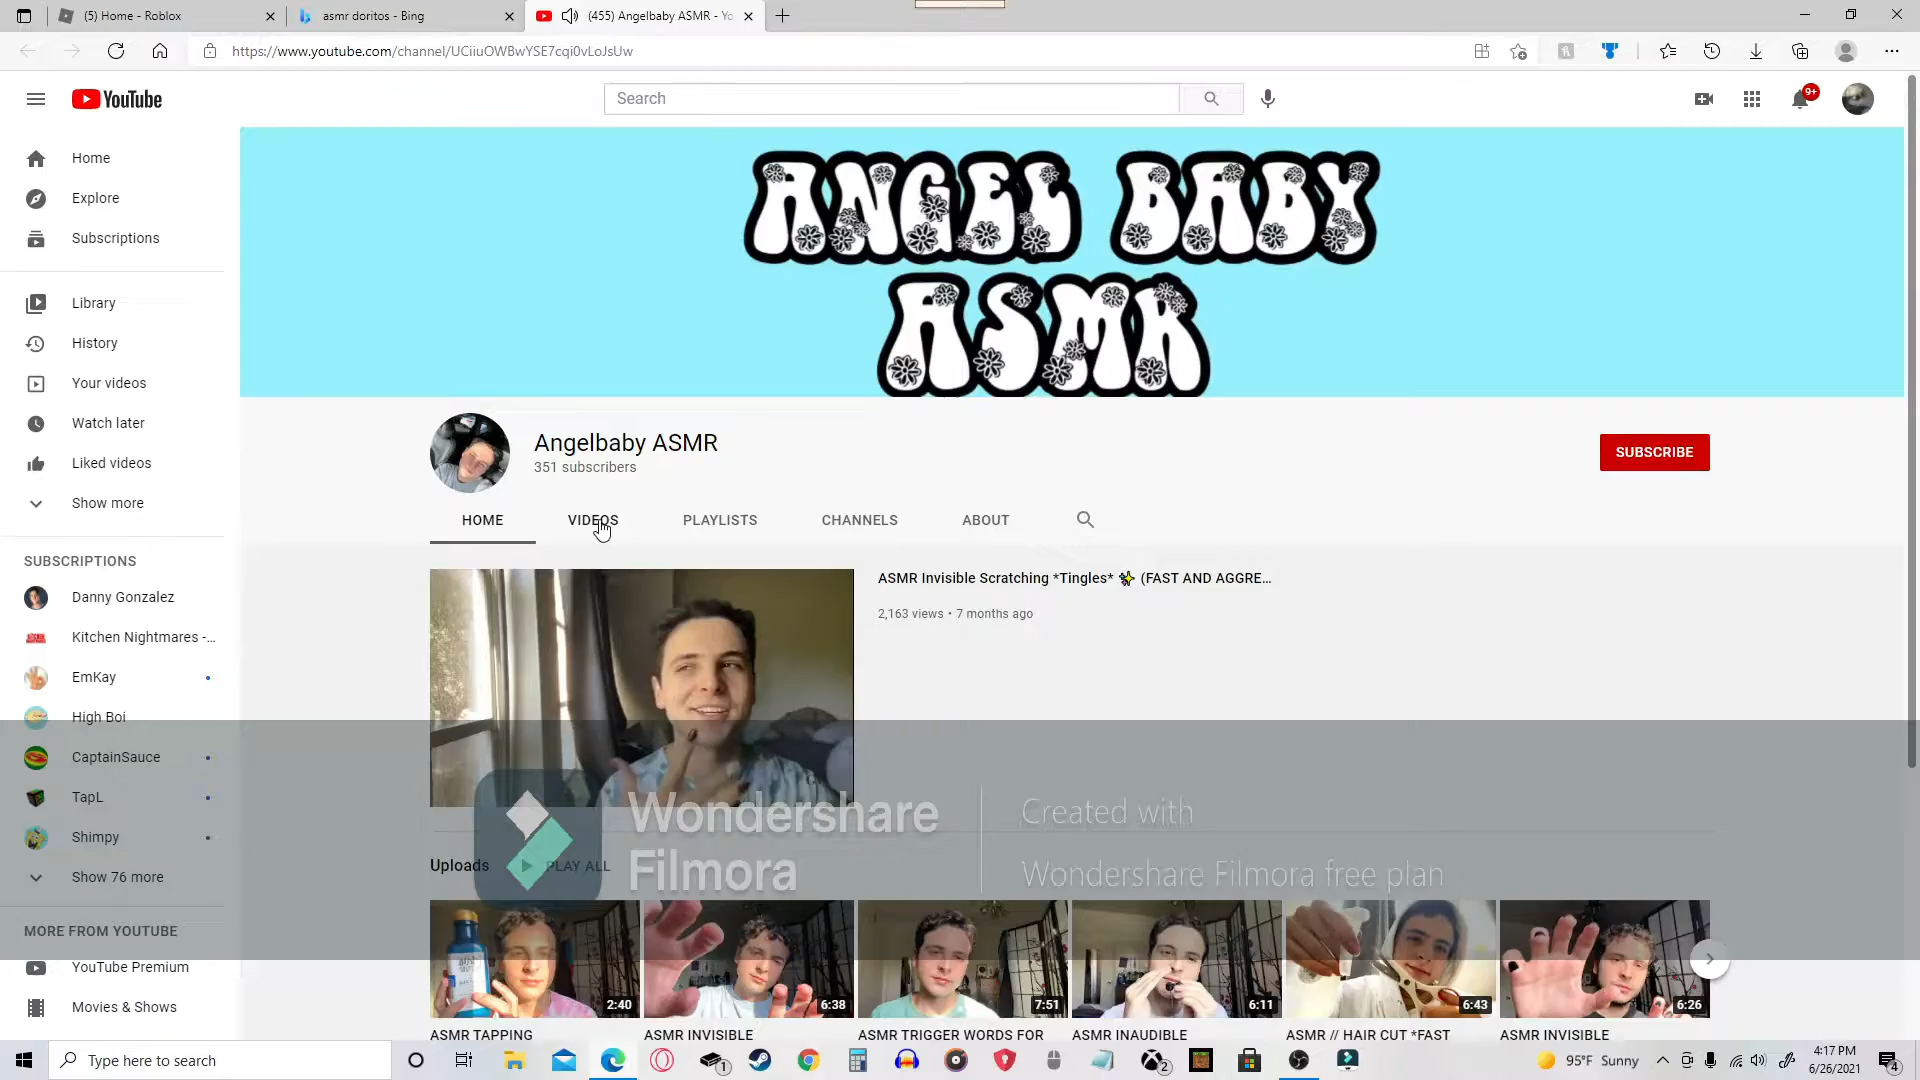 (5) Home - Roblox
asmr doritos - Bing
(455) Angelbaby ASMR - Yo
https://www.youtube.com/channel/UCiiuOWBwYSE7cqi0vLoJsUw
YouTube
Search
9+
Home
Explore
Subscriptions
Library
History
Your videos
Watch later
Liked videos
Show more
SUBSCRIPTIONS
Danny Gonzalez
Kitchen Nightmares -...
EmKay
High Boi
CaptainSauce
TapL
Shimpy
Show 76 more
MORE FROM YOUTUBE
YouTube Premium
Movies & Shows
ANGEL BABY
ASMR
Angelbaby ASMR
351 subscribers
SUBSCRIBE
HOME VIDEOS PLAYLISTS CHANNELS ABOUT
ASMR Invisible Scratching *Tingles* ✨ (FAST AND AGGRE...
2,163 views • 7 months ago
Wondershare
Filmora
Created with
Wondershare Filmora free plan
Uploads PLAY ALL
2:40 6:38 7:51 6:11 6:43 6:26
ASMR TAPPING ASMR INVISIBLE ASMR TRIGGER WORDS FOR ASMR INAUDIBLE ASMR // HAIR CUT *FAST ASMR INVISIBLE
Type here to search
1
2
95°F Sunny
4:17 PM
6/26/2021
4